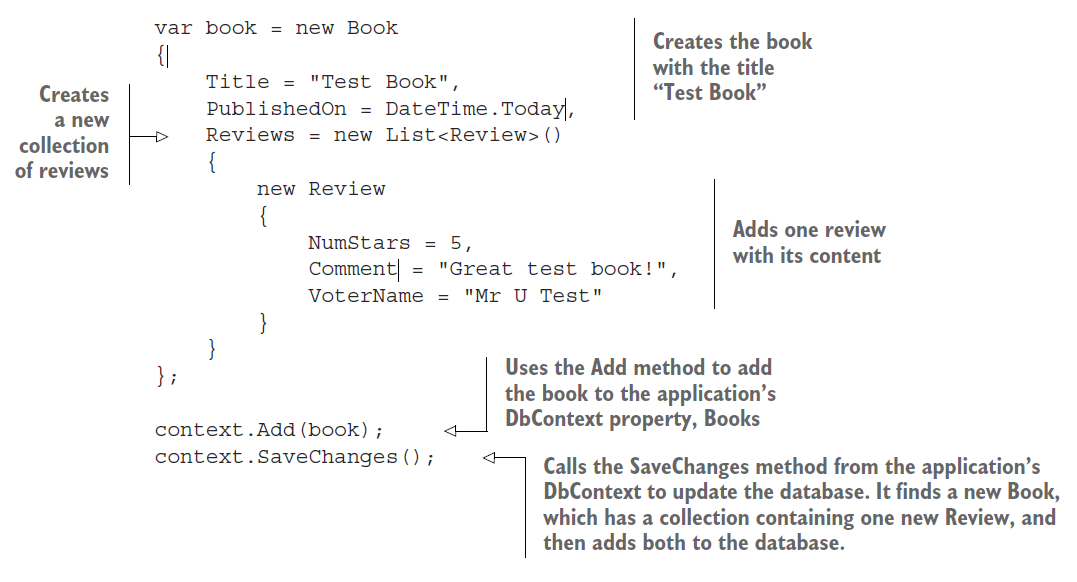 var book = new Book
{
Title = "Test Book",
PublishedOn = DateTime.Today,
Reviews = new List<Review>()
{
new Review
{
NumStars = 5,
Comment = "Great test book!",
VoterName = "Mr U Test"
}
}
};
context.Add(book);
context.SaveChanges();
Creates the book
with the title
“Test Book”
Creates
a new
collection
of reviews
Adds one review
with its content
Uses the Add method to add
the book to the application’s
DbContext property, Books
Calls the SaveChanges method from the application’s
DbContext to update the database. It finds a new Book,
which has a collection containing one new Review, and
then adds both to the database.